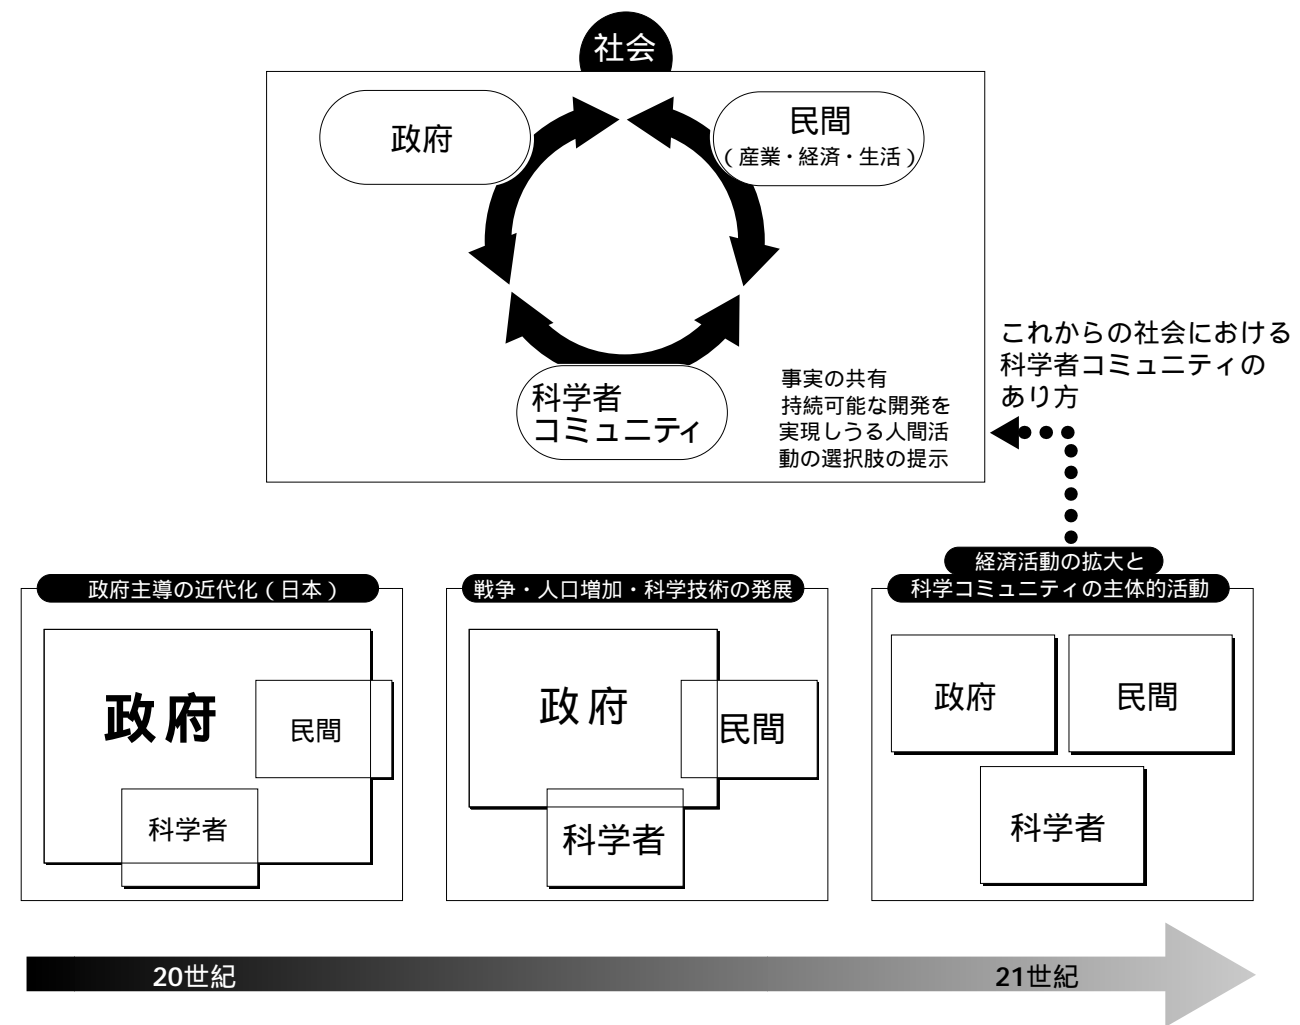 社会
政府
民間
（産業・経済・生活）
科学者
コミュニティ
事実の共有
持続可能な開発を
実現しうる人間活
動の選択肢の提示
これからの社会における
科学者コミュニティの
あり方
政府主導の近代化（日本）
政府
民間
科学者
戦争・人口増加・科学技術の発展
政府
民間
科学者
経済活動の拡大と
科学コミュニティの主体的活動
政府
民間
科学者
20世紀
21世紀